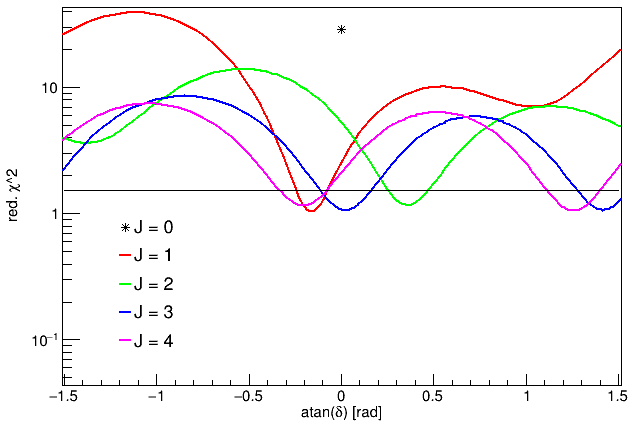 red. χ^2
10
1
10⁻¹
J = 0
J = 1
J = 2
J = 3
J = 4
−1.5 −1 −0.5 0 0.5 1 1.5
atan(δ) [rad]